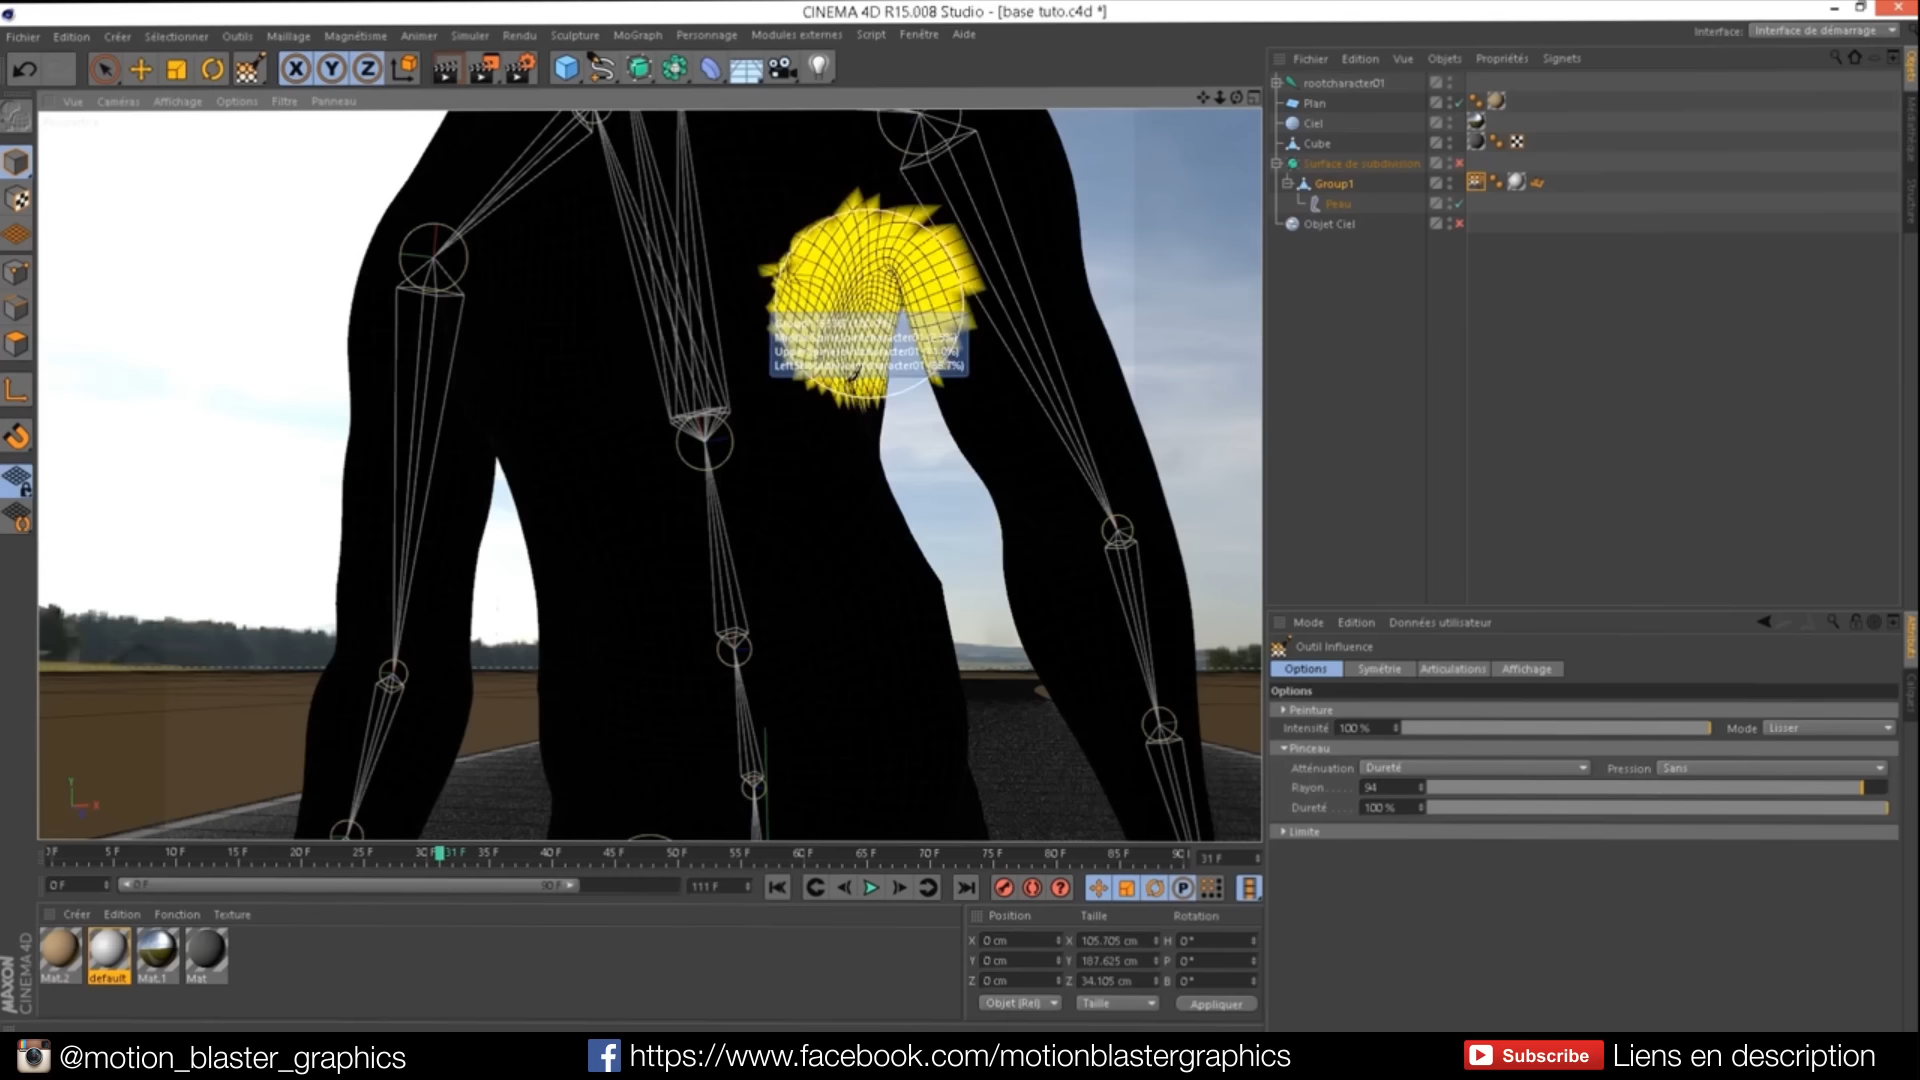 CINEMA 4D R15.008 Studio - [base tuto.c4d *]
Fichier Edition Créer Sélectionner Outils Maillage Magnétisme Animer Simuler Rendu Sculpture MoGraph Personnage Modules externes Script Fenêtre Aide
Interface: Interface de démarrage
Vue Caméras Affichage Options Filtre Panneau
Fichier Edition Vue Objets Propriétés Signets
rootcharacter01
Plan
Ciel
Cube
Surface de subdivision
Group1
Peau
Objet Ciel
Objets
Structure
Mode Edition Données utilisateur
Outil Influence
Options Symétrie Articulations Affichage
Options
Peinture
Intensité 100 % Mode Lisser
Pinceau
Atténuation Dureté Pression Sans
Rayon 94
Dureté 100 %
Limite
Attributs
Calques
5 F 10 F 15 F 20 F 25 F 31 F 35 F 40 F 45 F 50 F 55 F 60 F 65 F 70 F 75 F 80 F 85 F 31 F
0 F 0 F 90 F 111 F
Créer Edition Fonction Texture
Mat.2 default Mat.1 Mat
Position Taille Rotation
X 0 cm X 105.705 cm H 0°
Y 0 cm Y 187.625 cm P 0°
Z 0 cm Z 34.105 cm B 0°
Objet (Rel) Taille Appliquer
MAXON
CINEMA 4D
@motion_blaster_graphics
https://www.facebook.com/motionblastergraphics
Subscribe
Liens en description